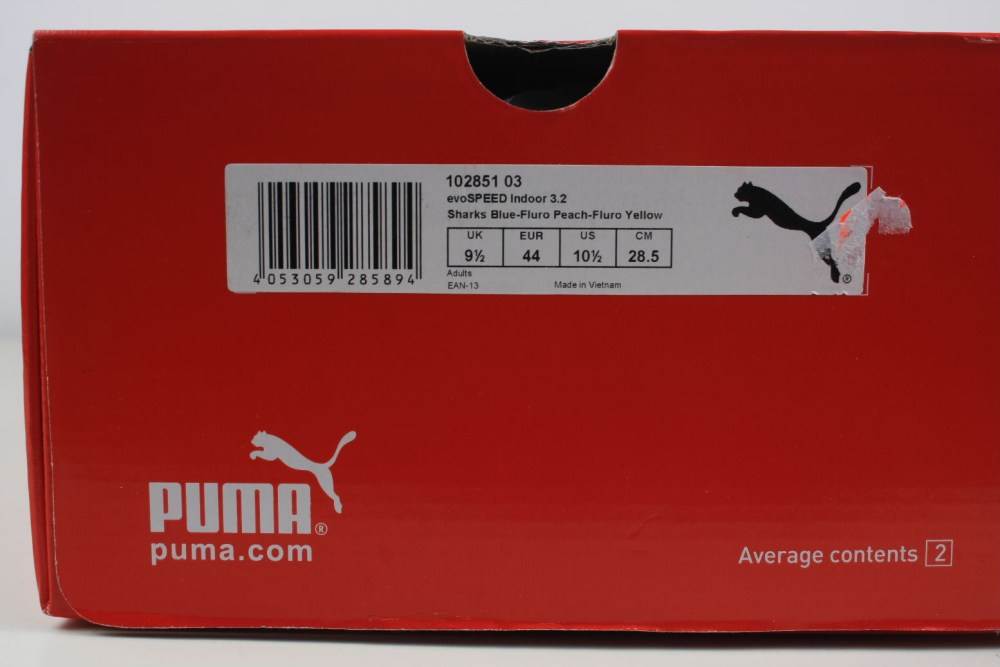 102851 03
evoSPEED Indoor 3.2
Sharks Blue-Fluro Peach-Fluro Yellow
UK EUR US CM
9½ 44 10½ 28.5
Adults
EAN-13 Made in Vietnam
4 053059 285894
®
PUMA®
puma.com
Average contents 2